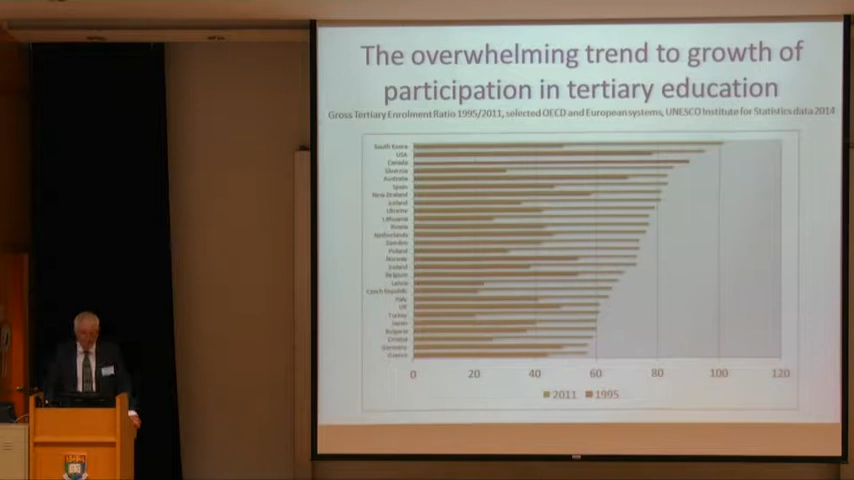 The overwhelming trend to growth of
participation in tertiary education
Gross Tertiary Enrolment Ratio 1995/2011, selected OECD and European systems, UNESCO Institute for Statistics data 2014
South Korea
USA
Canada
Slovenia
Australia
Spain
New Zealand
Iceland
Ukraine
Lithuania
Russia
Netherlands
Sweden
Poland
Norway
Ireland
Belgium
Latvia
Czech Republic
Italy
UK
Turkey
Japan
Bulgaria
Croatia
Germany
France
0 20 40 60 80 100 120
2011 1995